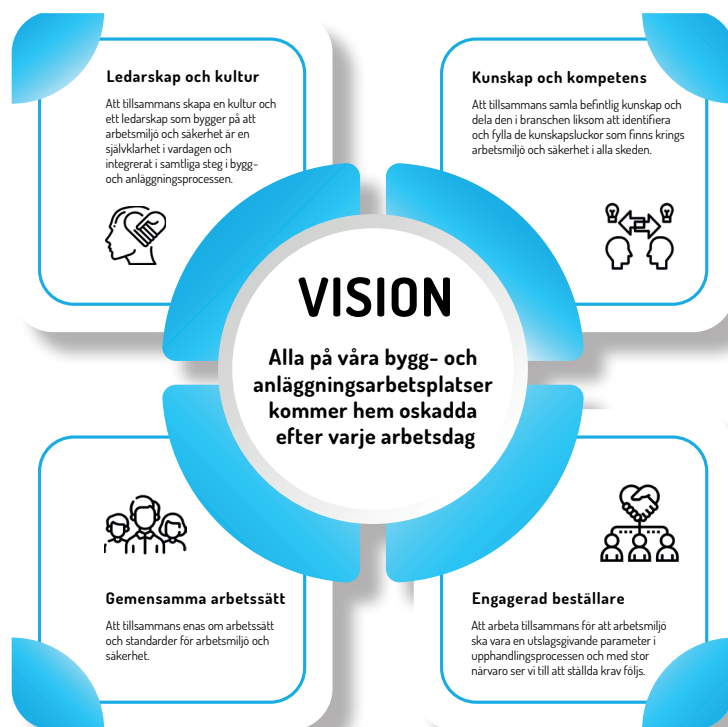 Ledarskap och kultur
Att tillsammans skapa en kultur och
ett ledarskap som bygger på att
arbetsmiljö och säkerhet är en
självklarhet i vardagen och
integrerat i samtliga steg i bygg-
och anläggningsprocessen.
Kunskap och kompetens
Att tillsammans samla befintlig kunskap och
dela den i branschen liksom att identifiera
och fylla de kunskapsluckor som finns krings
arbetsmiljö och säkerhet i alla skeden.
VISION
Alla på våra bygg- och
anläggningsarbetsplatser
kommer hem oskadda
efter varje arbetsdag
Gemensamma arbetssätt
Att tillsammans enas om arbetssätt
och standarder för arbetsmiljö och
säkerhet.
Engagerad beställare
Att arbeta tillsammans för att arbetsmiljö
ska vara en utslagsgivande parameter i
upphandlingsprocessen och med stor
närvaro ser vi till att ställda krav följs.